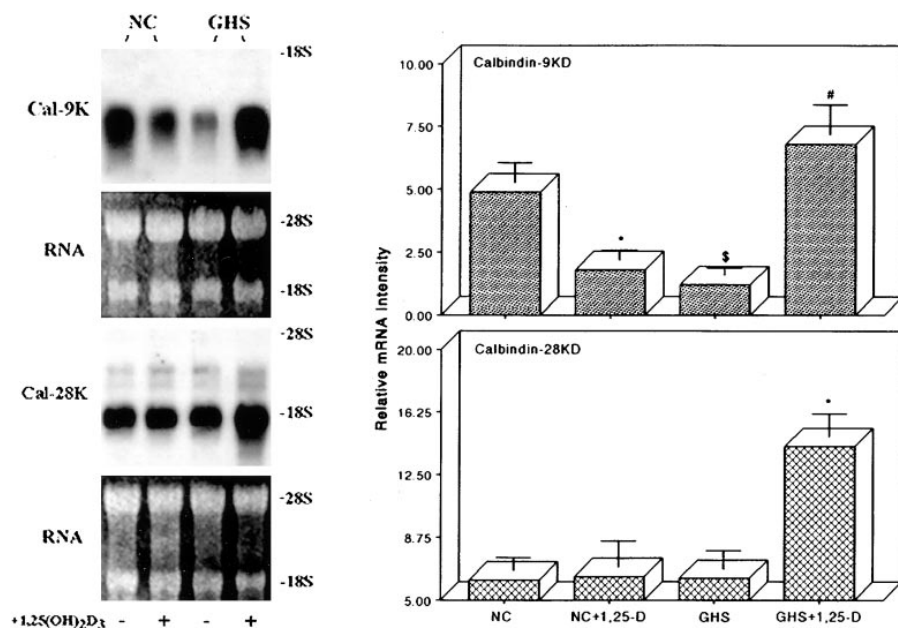 NC GHS
-18S
Cal-9K
-28S
RNA
-18S
-28S
Cal-28K
-18S
-28S
RNA
-18S
+1,25(OH)₂D₃ - + - +
Relative mRNA Intensity
Calbindin-9KD
10.00
7.50
5.00
2.50
0.00
*
$
#
Calbindin-28KD
20.00
16.25
12.50
8.75
5.00
*
NC NC+1,25-D GHS GHS+1,25-D